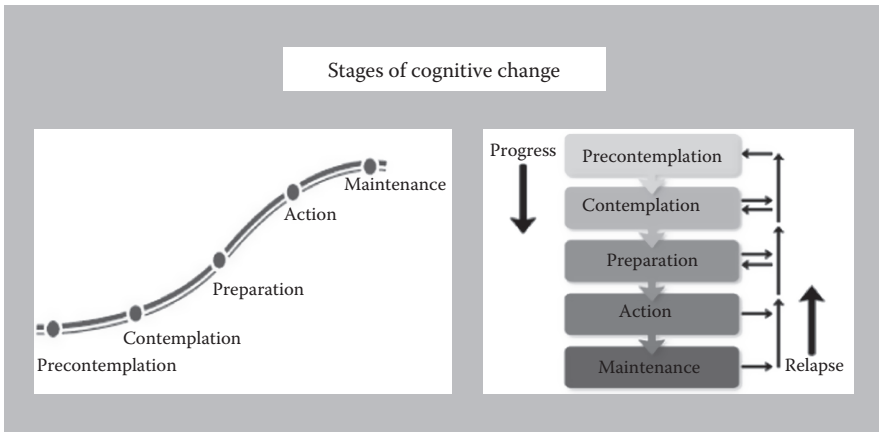 Stages of cognitive change
Maintenance
Action
Preparation
Contemplation
Precontemplation
Progress
Precontemplation
Contemplation
Preparation
Action
Maintenance
Relapse